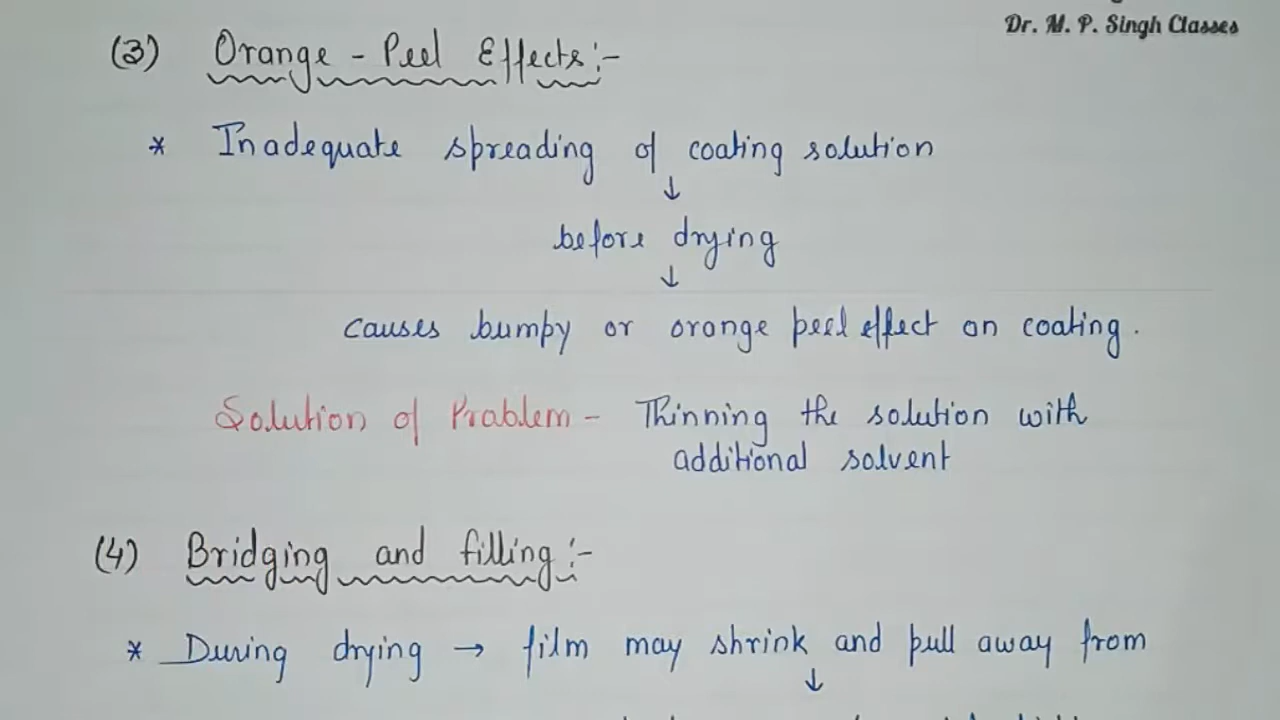 Dr. M. P. Singh Classes
(3) Orange - Peel Effects :-
* Inadequate spreading of coating solution
↓
before drying
↓
causes bumpy or orange peel effect on coating.
Solution of Problem - Thinning the solution with
additional solvent
(4) Bridging and filling :-
* During drying → film may shrink and pull away from
↓